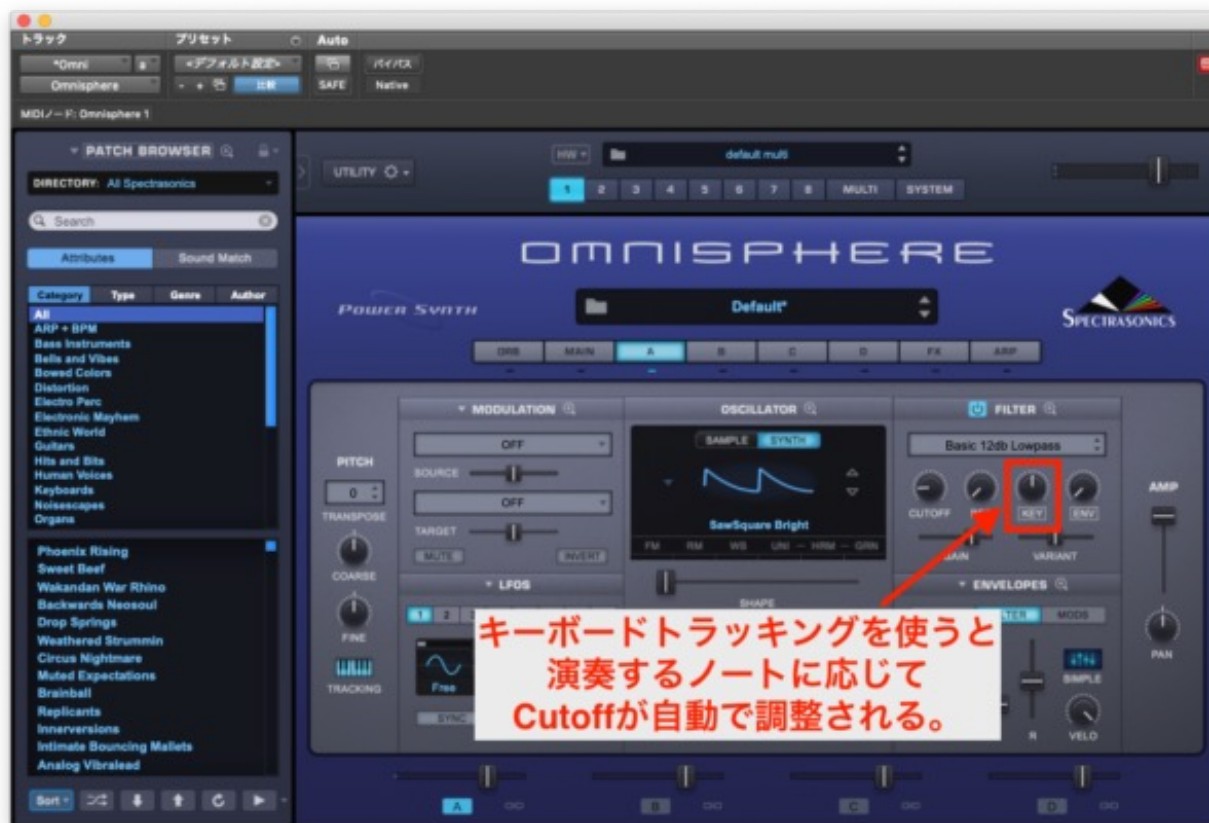 トラック
プリセット
Auto
*Omni
a
<デフォルト設定>
バイパス
Omnisphere
- +
比較
SAFE
Native
MIDIノード: Omnisphere 1
PATCH BROWSER
DIRECTORY: All Spectrasonics
Search
Attributes
Sound Match
Category
Type
Genre
Author
All
ARP + BPM
Bass Instruments
Bells and Vibes
Bowed Colors
Distortion
Electro Perc
Electronic Mayhem
Ethnic World
Guitars
Hits and Bits
Human Voices
Keyboards
Noisescapes
Organs
Phoenix Rising
Sweet Beef
Wakandan War Rhino
Backwards Neosoul
Drop Springs
Weathered Strummin
Circus Nightmare
Muted Expectations
Brainball
Replicants
Innerversions
Intimate Bouncing Mallets
Analog Vibralead
Sort
UTILITY
HW
default multi
1 2 3 4 5 6 7 8 MULTI SYSTEM
OMNISPHERE
POWER SYNTH
Default*
SPECTRASONICS
ORB MAIN A B C D FX ARP
PITCH
0
TRANSPOSE
COARSE
FINE
TRACKING
MODULATION
OFF
SOURCE
OFF
TARGET
MUTE
INVERT
LFOS
1 2
Free
SYNC
OSCILLATOR
SAMPLE SYNTH
SawSquare Bright
FM RM WS UNI – HRM – GRN
SHAPE
FILTER
Basic 12db Lowpass
CUTOFF
KEY
ENV
VARIANT
ENVELOPES
MODS
SIMPLE
R
VELO
AMP
PAN
キーボードトラッキングを使うと
演奏するノートに応じて
Cutoffが自動で調整される。
A
B
C
D